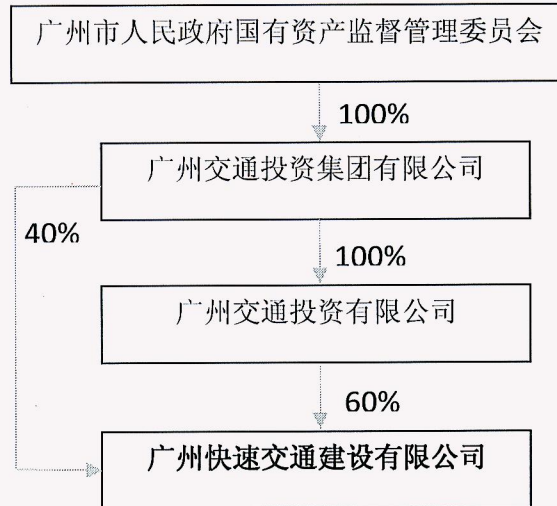 广州市人民政府国有资产监督管理委员会
100%
广州交通投资集团有限公司
40%
100%
广州交通投资有限公司
60%
广州快速交通建设有限公司